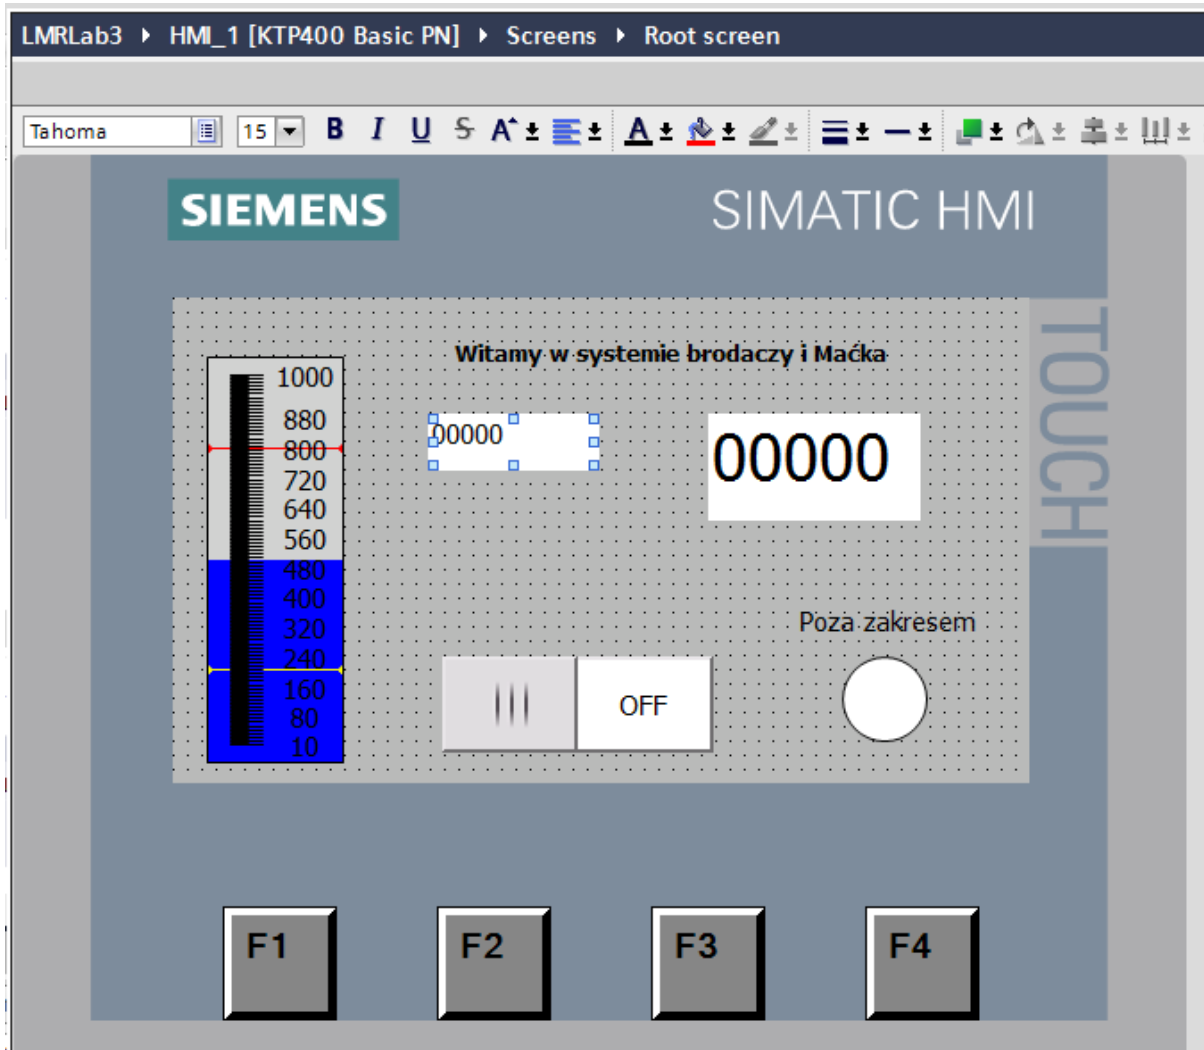 LMRLab3 ▸ HMI_1 [KTP400 Basic PN] ▸ Screens ▸ Root screen
Tahoma 15 B I U S A A
SIEMENS SIMATIC HMI
TOUCH
Witamy w systemie brodaczy i Maćka
1000
880
800
720
640
560
480
400
320
240
160
80
10
00000
00000
Poza zakresem
OFF
F1 F2 F3 F4